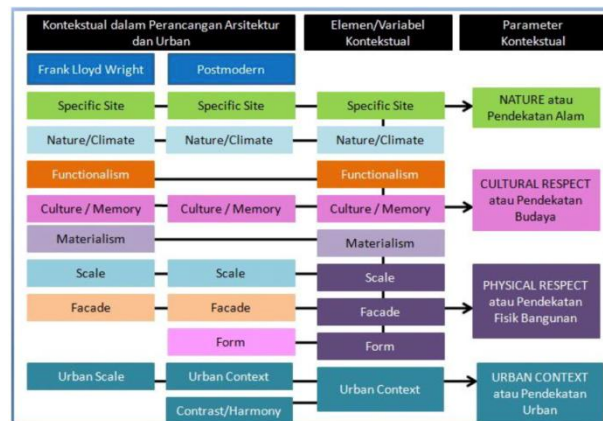 Kontekstual dalam Perancangan Arsitektur
dan Urban
Elemen/Variabel
Kontekstual
Parameter
Kontekstual
Frank Lloyd Wright
Postmodern
Specific Site
Specific Site
Specific Site
NATURE atau
Pendekatan Alam
Nature/Climate
Nature/Climate
Nature/Climate
Functionalism
Functionalism
Culture / Memory
Culture / Memory
Culture / Memory
CULTURAL RESPECT
atau Pendekatan
Budaya
Materialism
Materialism
Scale
Scale
Scale
Facade
Facade
Facade
PHYSICAL RESPECT
atau Pendekatan
Fisik Bangunan
Form
Form
Urban Scale
Urban Context
Urban Context
URBAN CONTEXT
atau Pendekatan
Urban
Contrast/Harmony